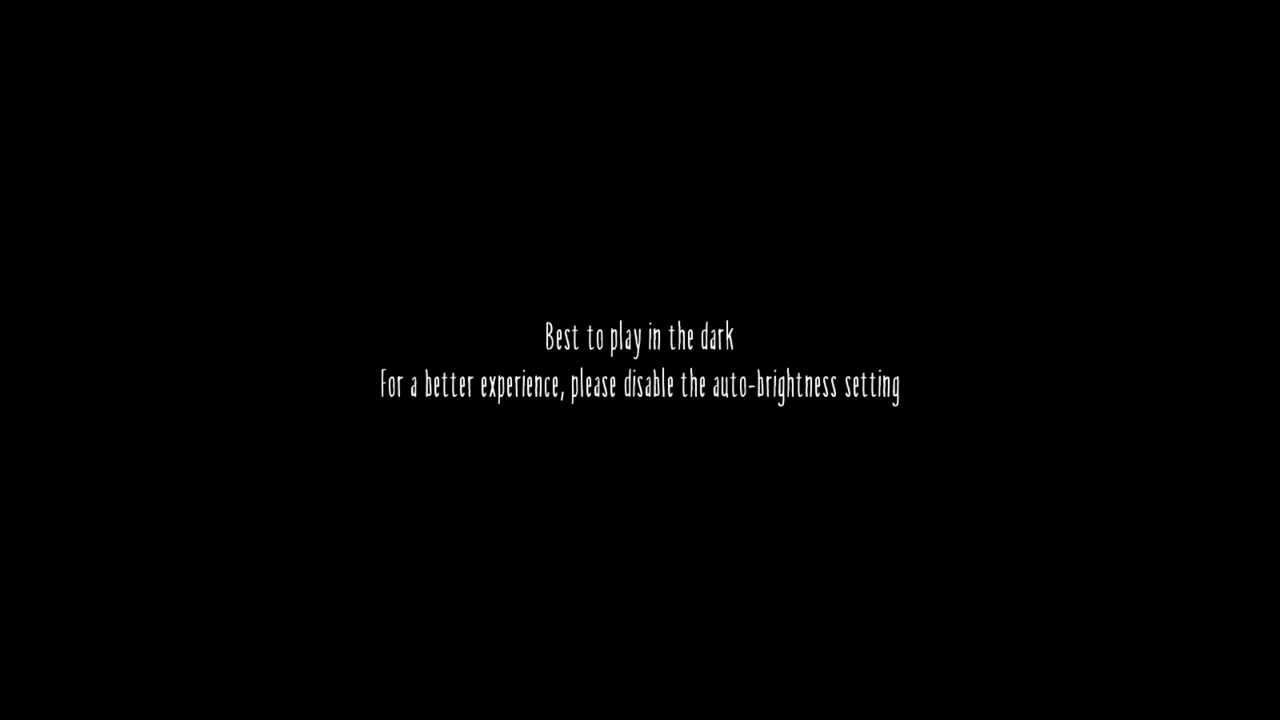 Best to play in the dark
For a better experience, please disable the auto-brightness setting